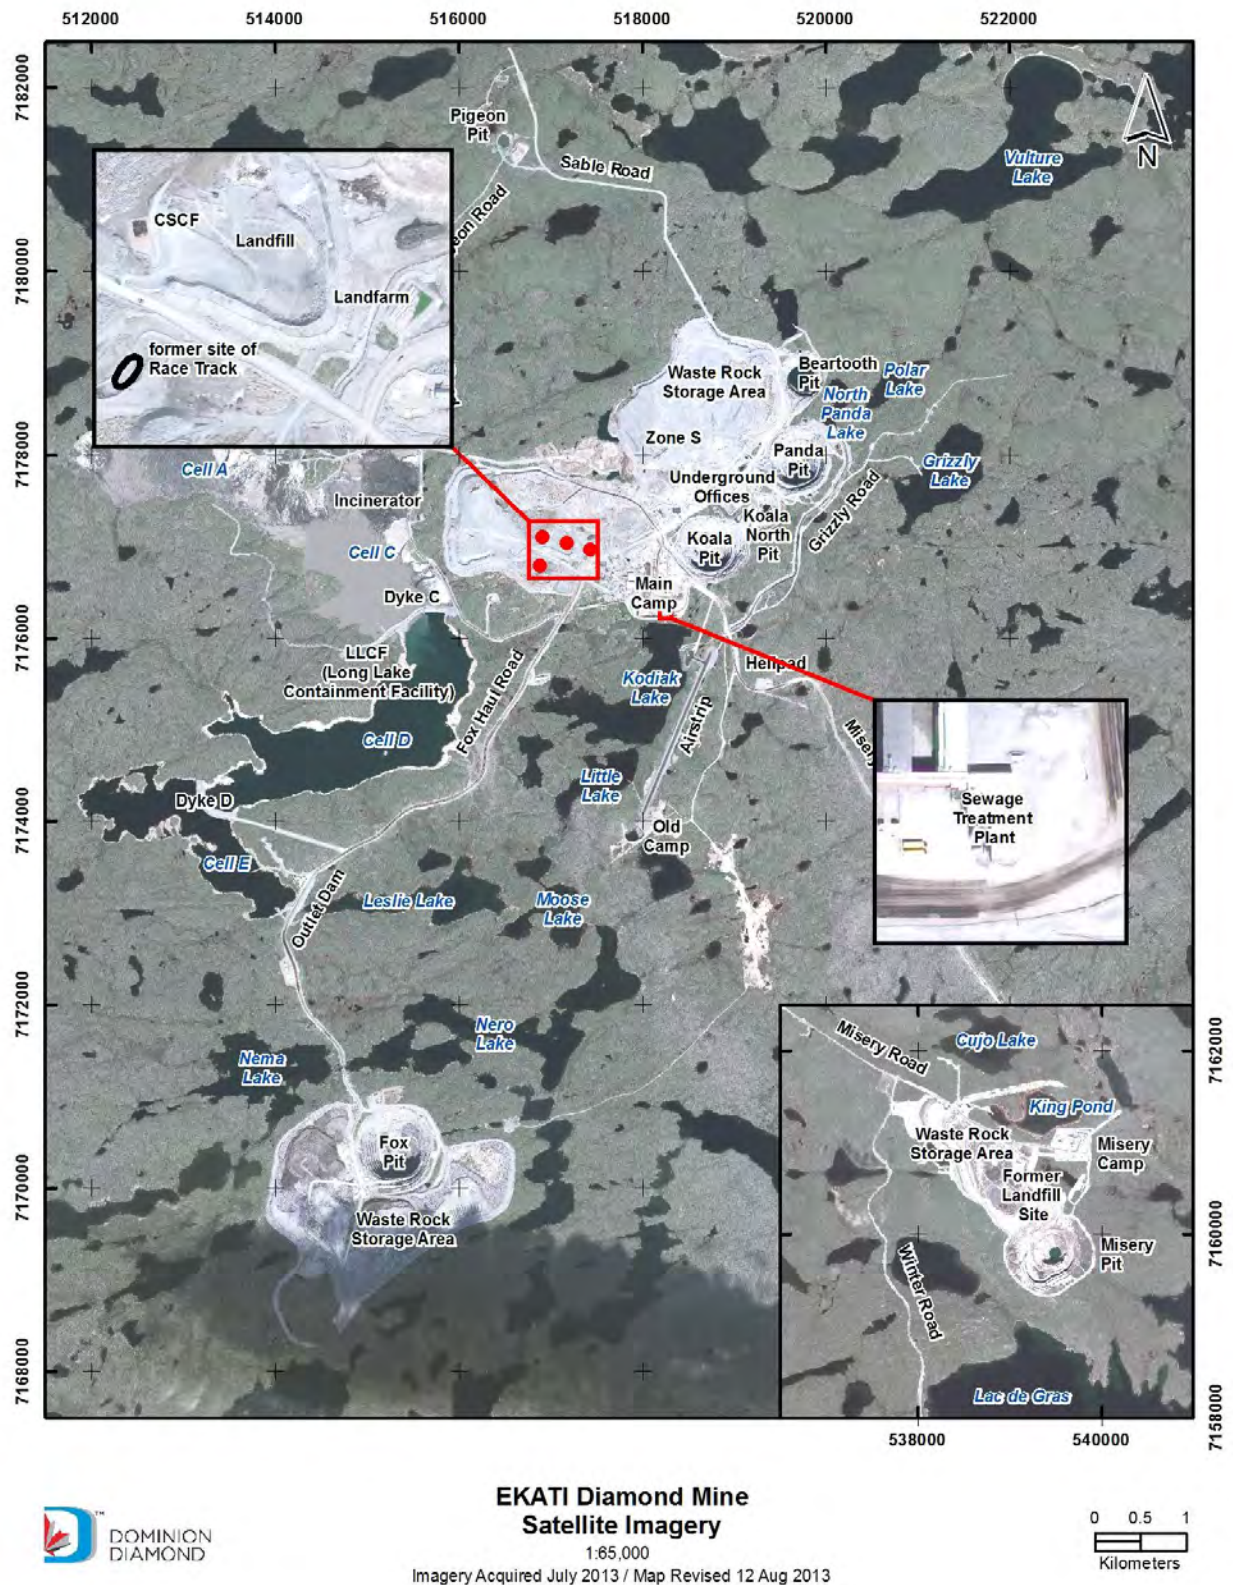 512000 514000 516000 518000 520000 522000
7182000
7180000
7178000
7176000
7174000
7172000
7170000
7168000
Pigeon
Pit
Sable Road
Vulture
Lake
N
eon Road
CSCF
Landfill
Landfarm
former site of
Race Track
Waste Rock
Storage Area
Beartooth
Pit
Polar
Lake
North
Panda
Lake
Zone S
Panda
Pit
Grizzly
Lake
Cell A
Underground
Offices
Incinerator
Koala
North
Pit
Grizzly Road
Koala
Pit
Cell C
Main
Camp
Dyke C
LLCF
(Long Lake
Containment Facility)
Helipad
Kodiak
Lake
Fox Haul Road
Airstrip
Misery
Cell D
Little
Lake
Sewage
Treatment
Plant
Dyke D
Old
Camp
Cell E
Outlet Dam
Leslie Lake
Moose
Lake
Nero
Lake
Nema
Lake
Misery Road
Cujo Lake
King Pond
Waste Rock
Storage Area
Misery
Camp
Former
Landfill
Site
Misery
Pit
Winter Road
Lac de Gras
7162000
7160000
7158000
538000 540000
Fox
Pit
Waste Rock
Storage Area
DOMINION
DIAMOND
TM
EKATI Diamond Mine
Satellite Imagery
1:65,000
Imagery Acquired July 2013 / Map Revised 12 Aug 2013
0 0.5 1
Kilometers